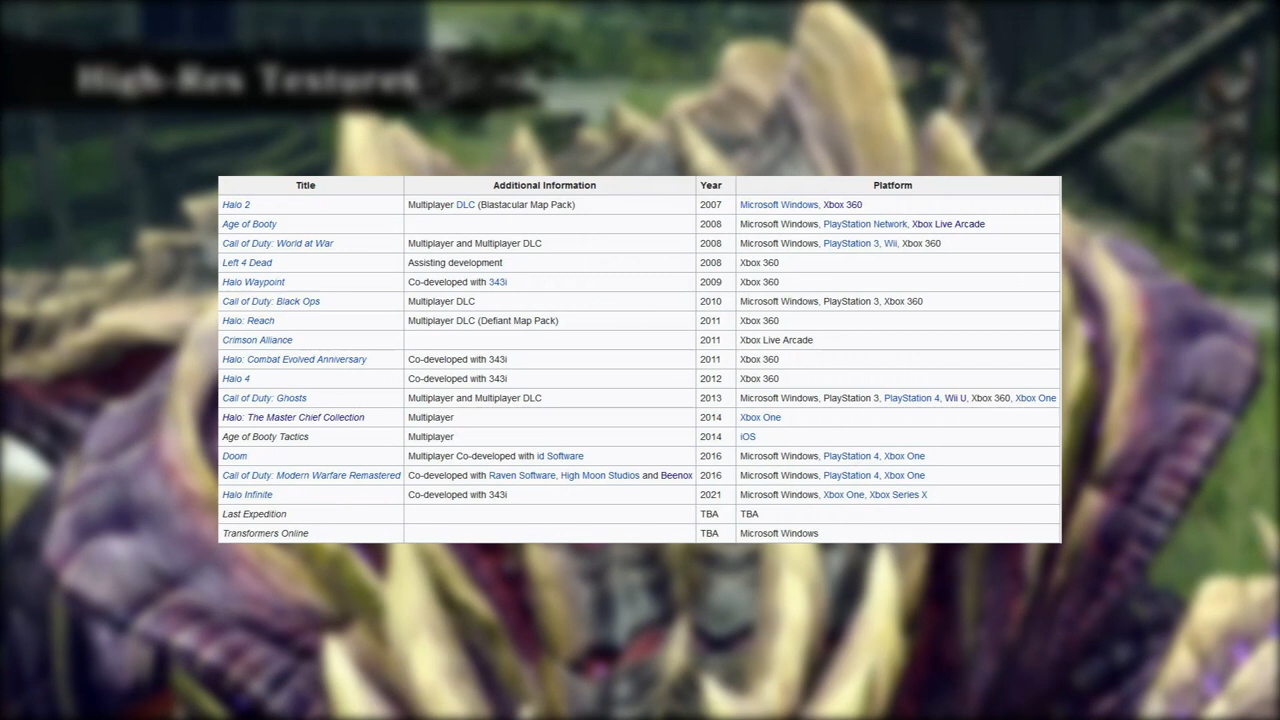 High-Res Textures
Title Additional Information Year Platform
Halo 2 Multiplayer DLC (Blastacular Map Pack) 2007 Microsoft Windows, Xbox 360
Age of Booty 2008 Microsoft Windows, PlayStation Network, Xbox Live Arcade
Call of Duty: World at War Multiplayer and Multiplayer DLC 2008 Microsoft Windows, PlayStation 3, Wii, Xbox 360
Left 4 Dead Assisting development 2008 Xbox 360
Halo Waypoint Co-developed with 343i 2009 Xbox 360
Call of Duty: Black Ops Multiplayer DLC 2010 Microsoft Windows, PlayStation 3, Xbox 360
Halo: Reach Multiplayer DLC (Defiant Map Pack) 2011 Xbox 360
Crimson Alliance 2011 Xbox Live Arcade
Halo: Combat Evolved Anniversary Co-developed with 343i 2011 Xbox 360
Halo 4 Co-developed with 343i 2012 Xbox 360
Call of Duty: Ghosts Multiplayer and Multiplayer DLC 2013 Microsoft Windows, PlayStation 3, PlayStation 4, Wii U, Xbox 360, Xbox One
Halo: The Master Chief Collection Multiplayer 2014 Xbox One
Age of Booty Tactics Multiplayer 2014 iOS
Doom Multiplayer Co-developed with id Software 2016 Microsoft Windows, PlayStation 4, Xbox One
Call of Duty: Modern Warfare Remastered Co-developed with Raven Software, High Moon Studios and Beenox 2016 Microsoft Windows, PlayStation 4, Xbox One
Halo Infinite Co-developed with 343i 2021 Microsoft Windows, Xbox One, Xbox Series X
Last Expedition TBA TBA
Transformers Online TBA Microsoft Windows